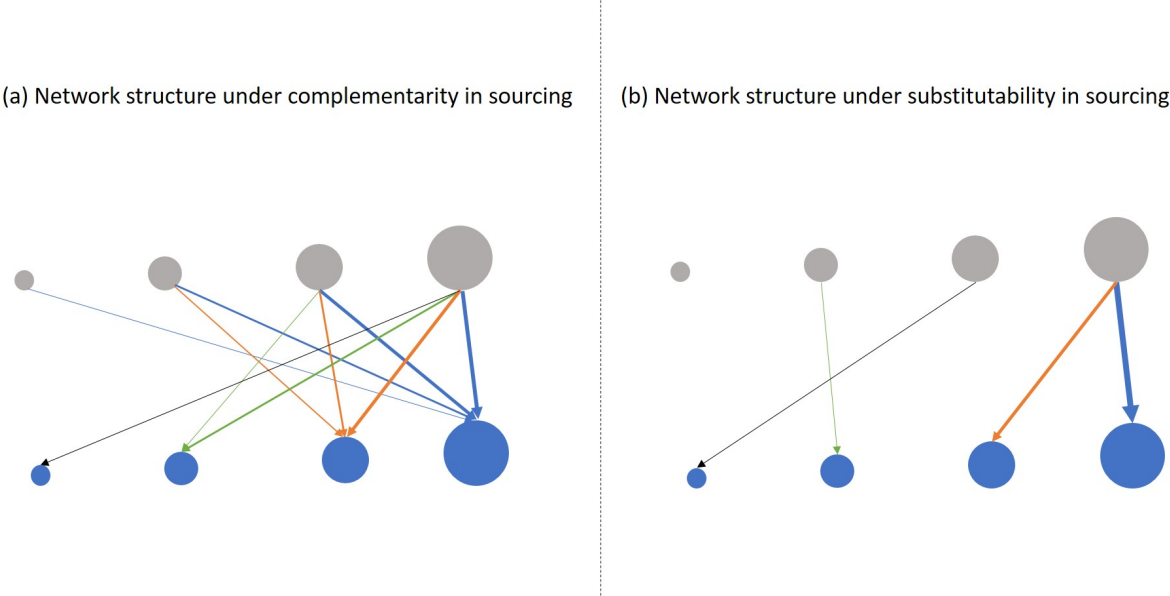 (a) Network structure under complementarity in sourcing
(b) Network structure under substitutability in sourcing